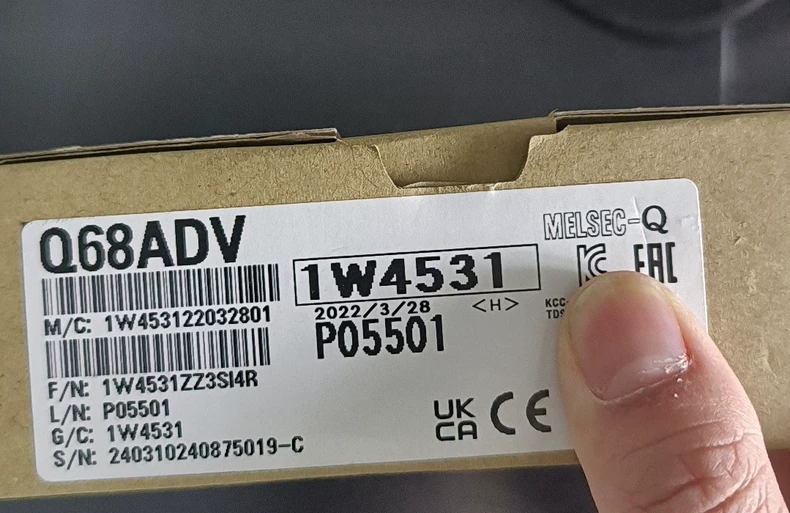 Q68ADV
MELSEC-Q
1W4531
M/C: 1W453122032801
2022/3/28 <H>
P05501
KCC-
TDS
EAC
F/N: 1W4531ZZ3SI4R
L/N: P05501
G/C: 1W4531
S/N: 240310240875019-C
UK
CA CE